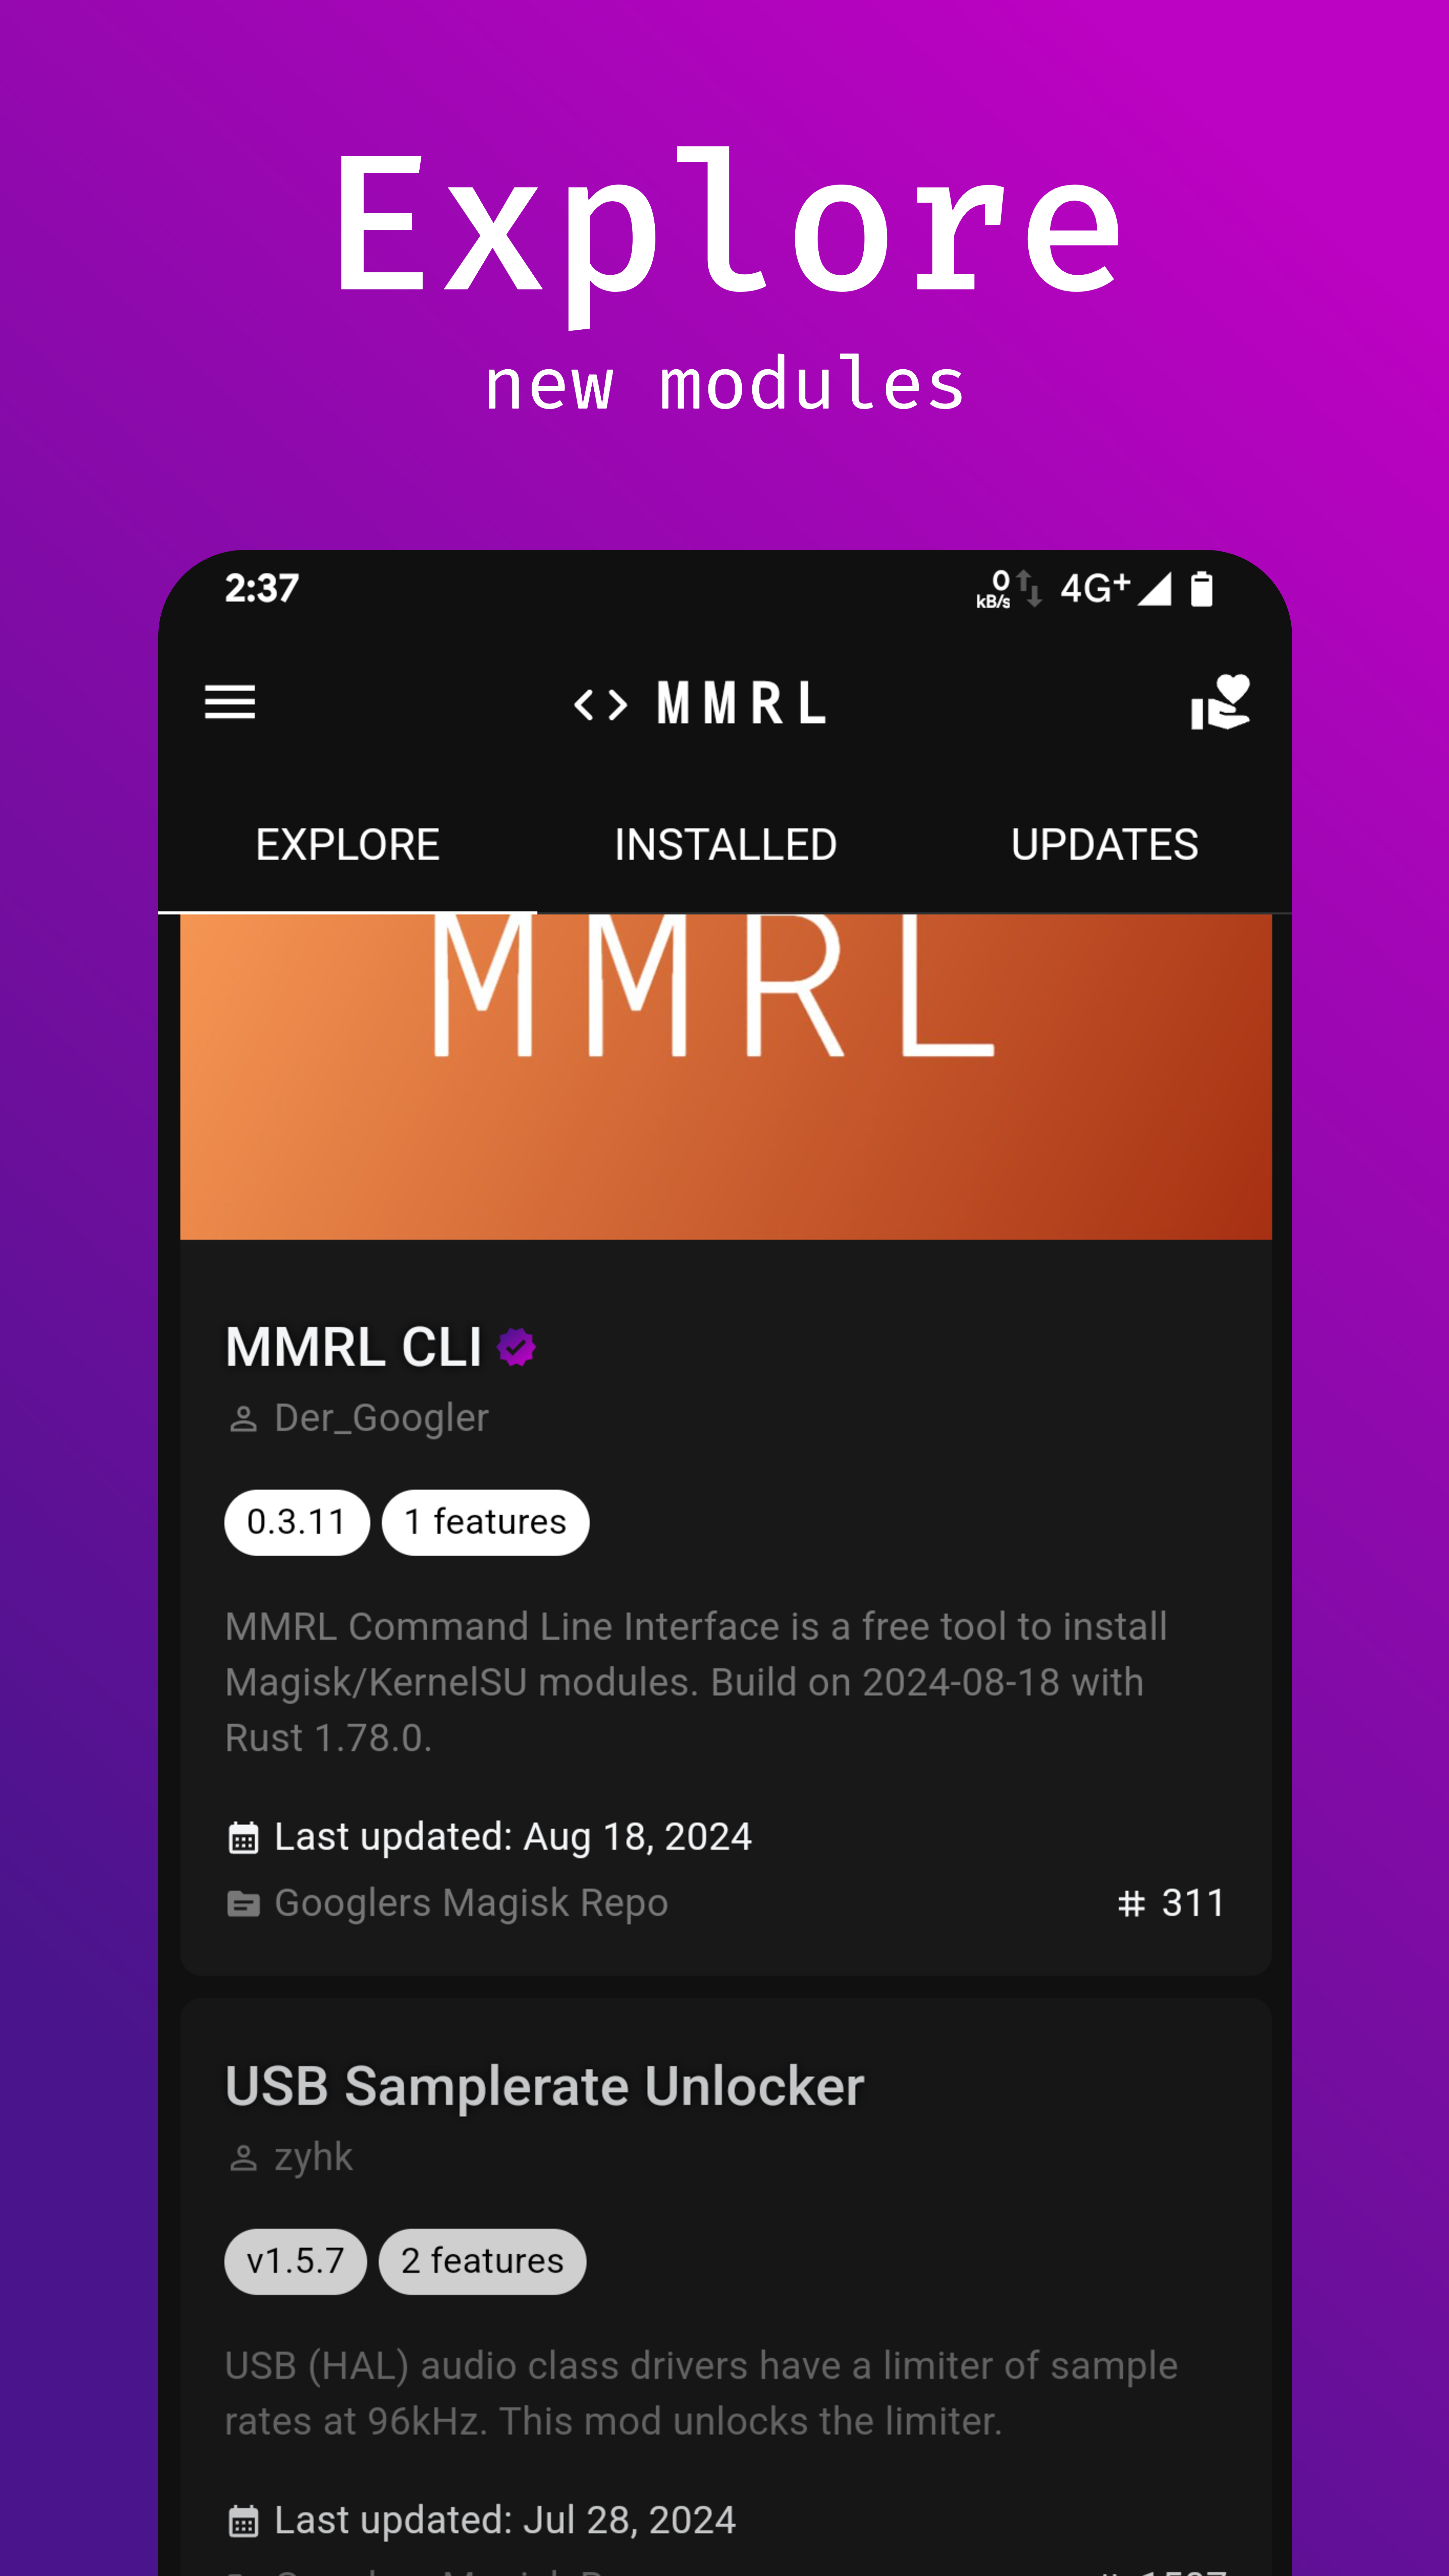 Explore
new modules
2:37
0
kB/s
4G+
<> MMRL
EXPLORE
INSTALLED
UPDATES
MMRL
MMRL CLI
Der_Googler
0.3.11
1 features
MMRL Command Line Interface is a free tool to install
Magisk/KernelSU modules. Build on 2024-08-18 with
Rust 1.78.0.
Last updated: Aug 18, 2024
Googlers Magisk Repo
# 311
USB Samplerate Unlocker
zyhk
v1.5.7
2 features
USB (HAL) audio class drivers have a limiter of sample
rates at 96kHz. This mod unlocks the limiter.
Last updated: Jul 28, 2024